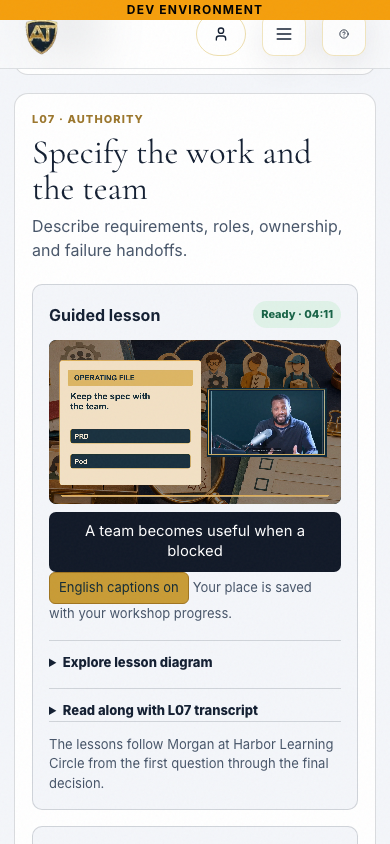 DEV ENVIRONMENT
AT
L07 · AUTHORITY
Specify the work and
the team
Describe requirements, roles, ownership,
and failure handoffs.
Guided lesson
Ready · 04:11
OPERATING FILE
Keep the spec with
the team.
PRD
Pod
A team becomes useful when a
blocked
English captions on Your place is saved
with your workshop progress.
▶ Explore lesson diagram
▶ Read along with L07 transcript
The lessons follow Morgan at Harbor Learning
Circle from the first question through the final
decision.